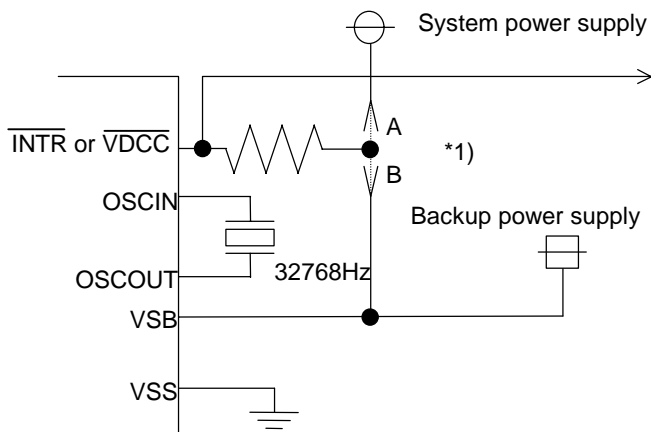 System power supply
A
INTR or VDCC
*1)
B
OSCIN
Backup power supply
OSCOUT
32768Hz
VSB
VSS